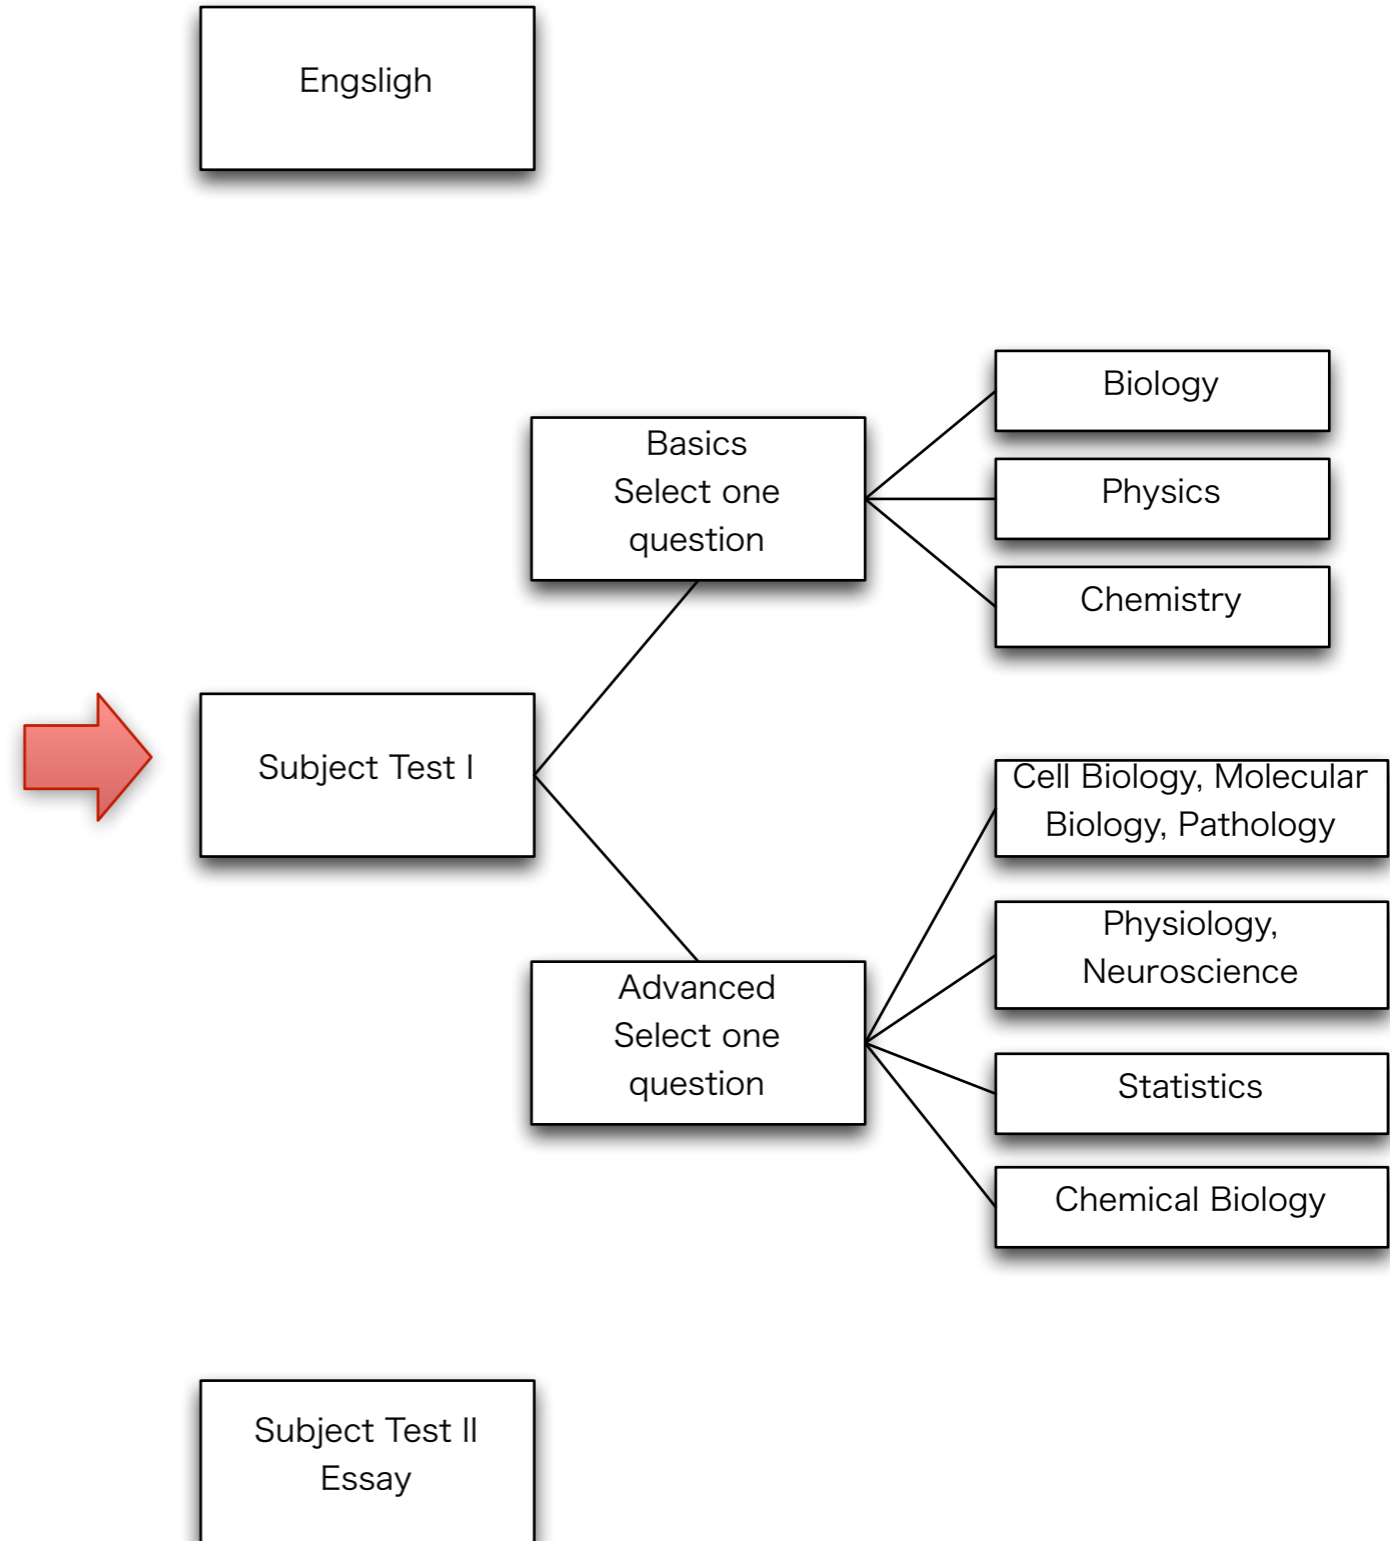 Engsligh
Basics
Select one
question
Biology
Physics
Chemistry
Subject Test I
Advanced
Select one
question
Cell Biology, Molecular
Biology, Pathology
Physiology,
Neuroscience
Statistics
Chemical Biology
Subject Test II
Essay